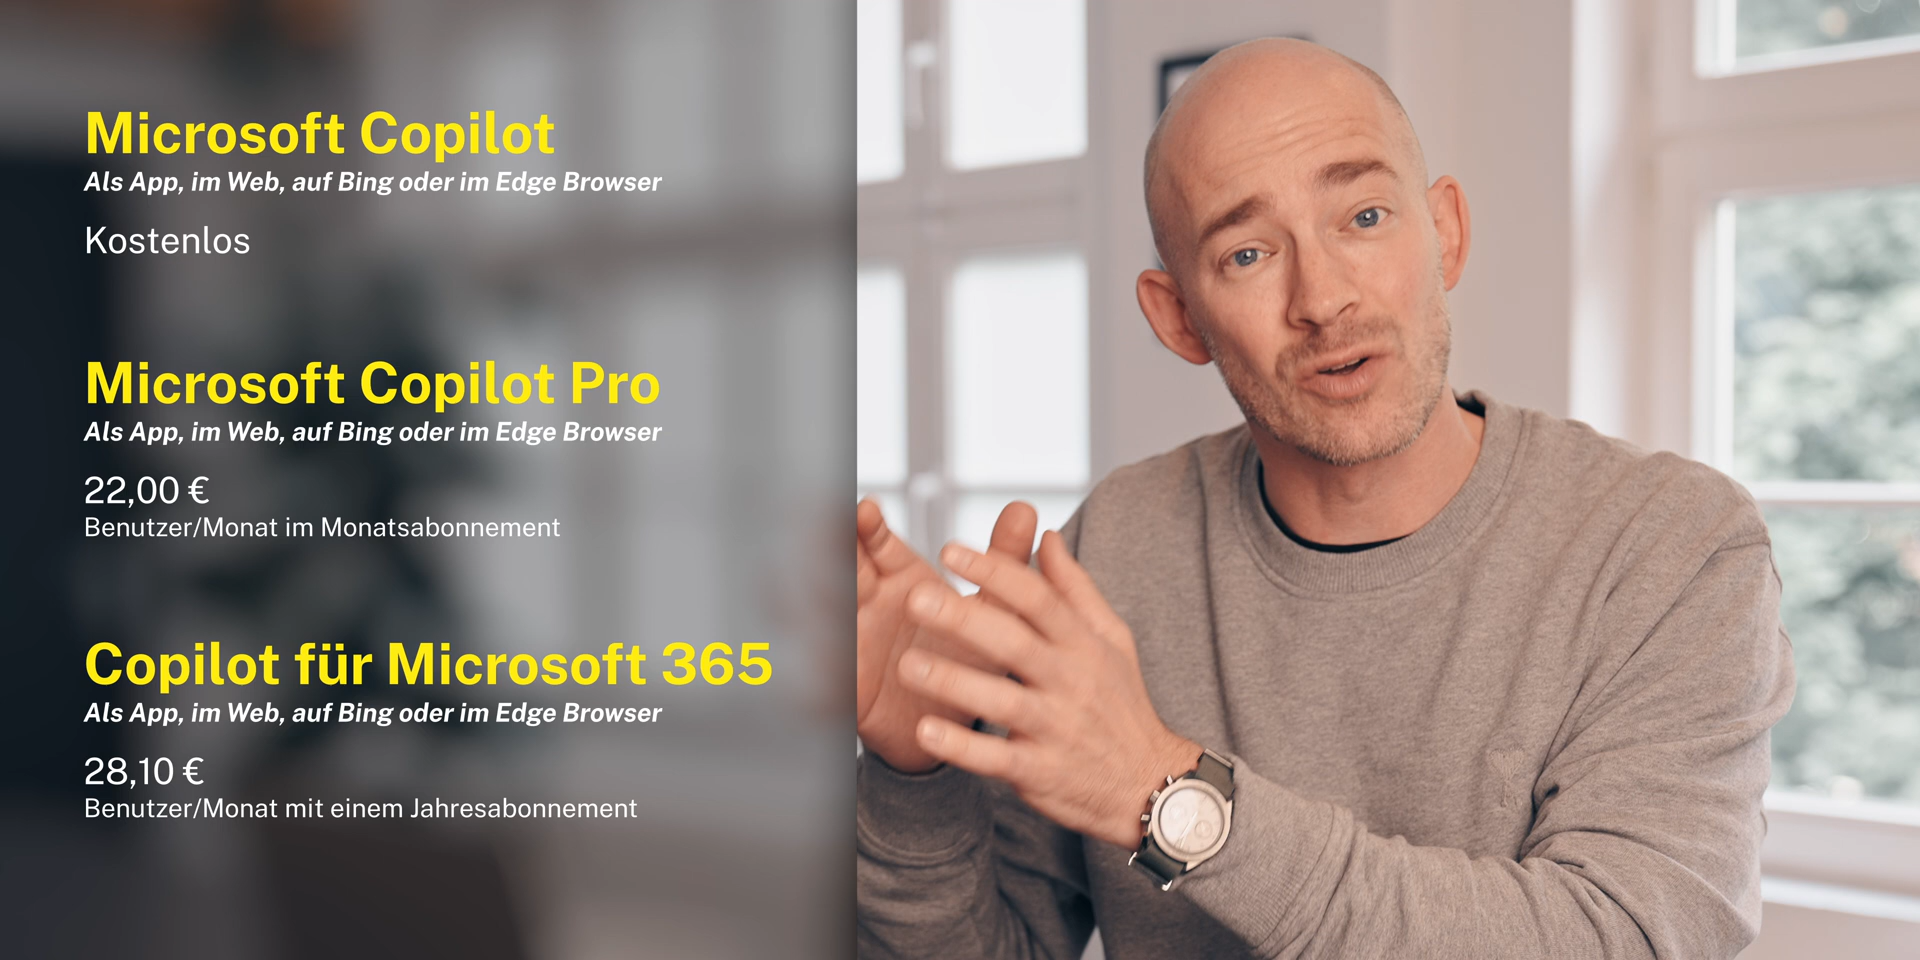 Microsoft Copilot
Als App, im Web, auf Bing oder im Edge Browser
Kostenlos
Microsoft Copilot Pro
Als App, im Web, auf Bing oder im Edge Browser
22,00 €
Benutzer/Monat im Monatsabonnement
Copilot für Microsoft 365
Als App, im Web, auf Bing oder im Edge Browser
28,10 €
Benutzer/Monat mit einem Jahresabonnement